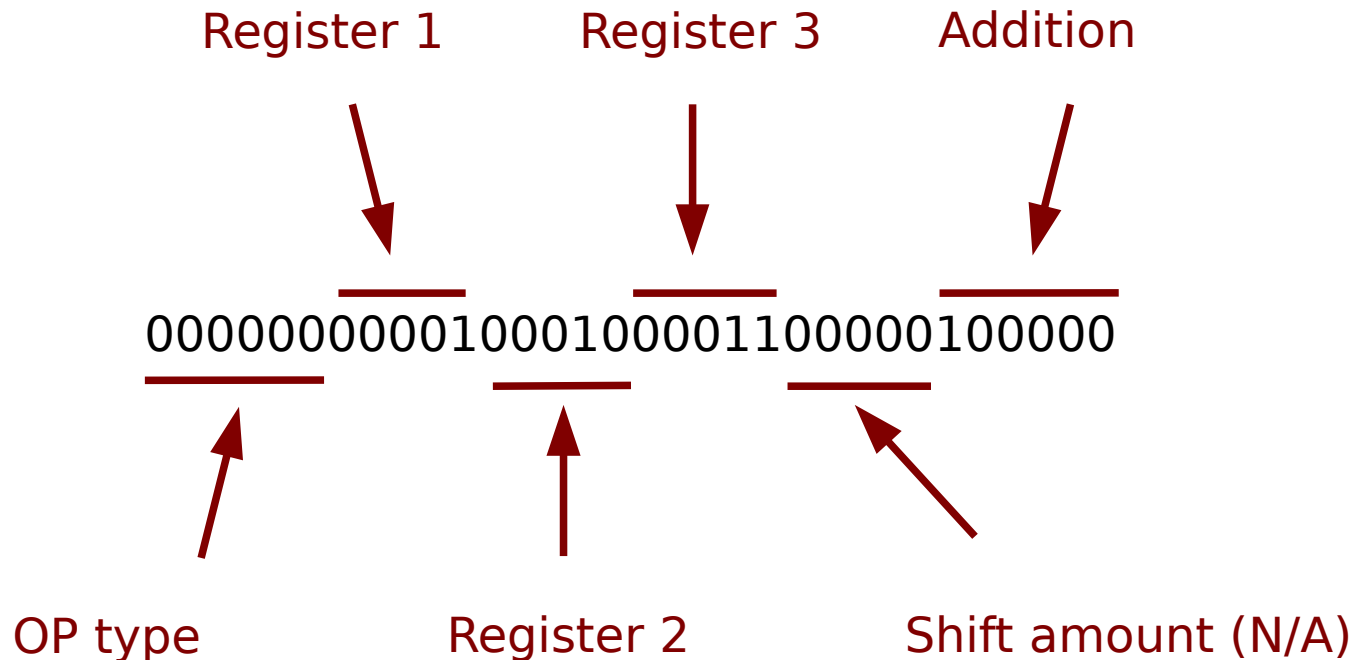 Register 1 Register 3 Addition
00000000001000100001100000100000
OP type Register 2 Shift amount (N/A)